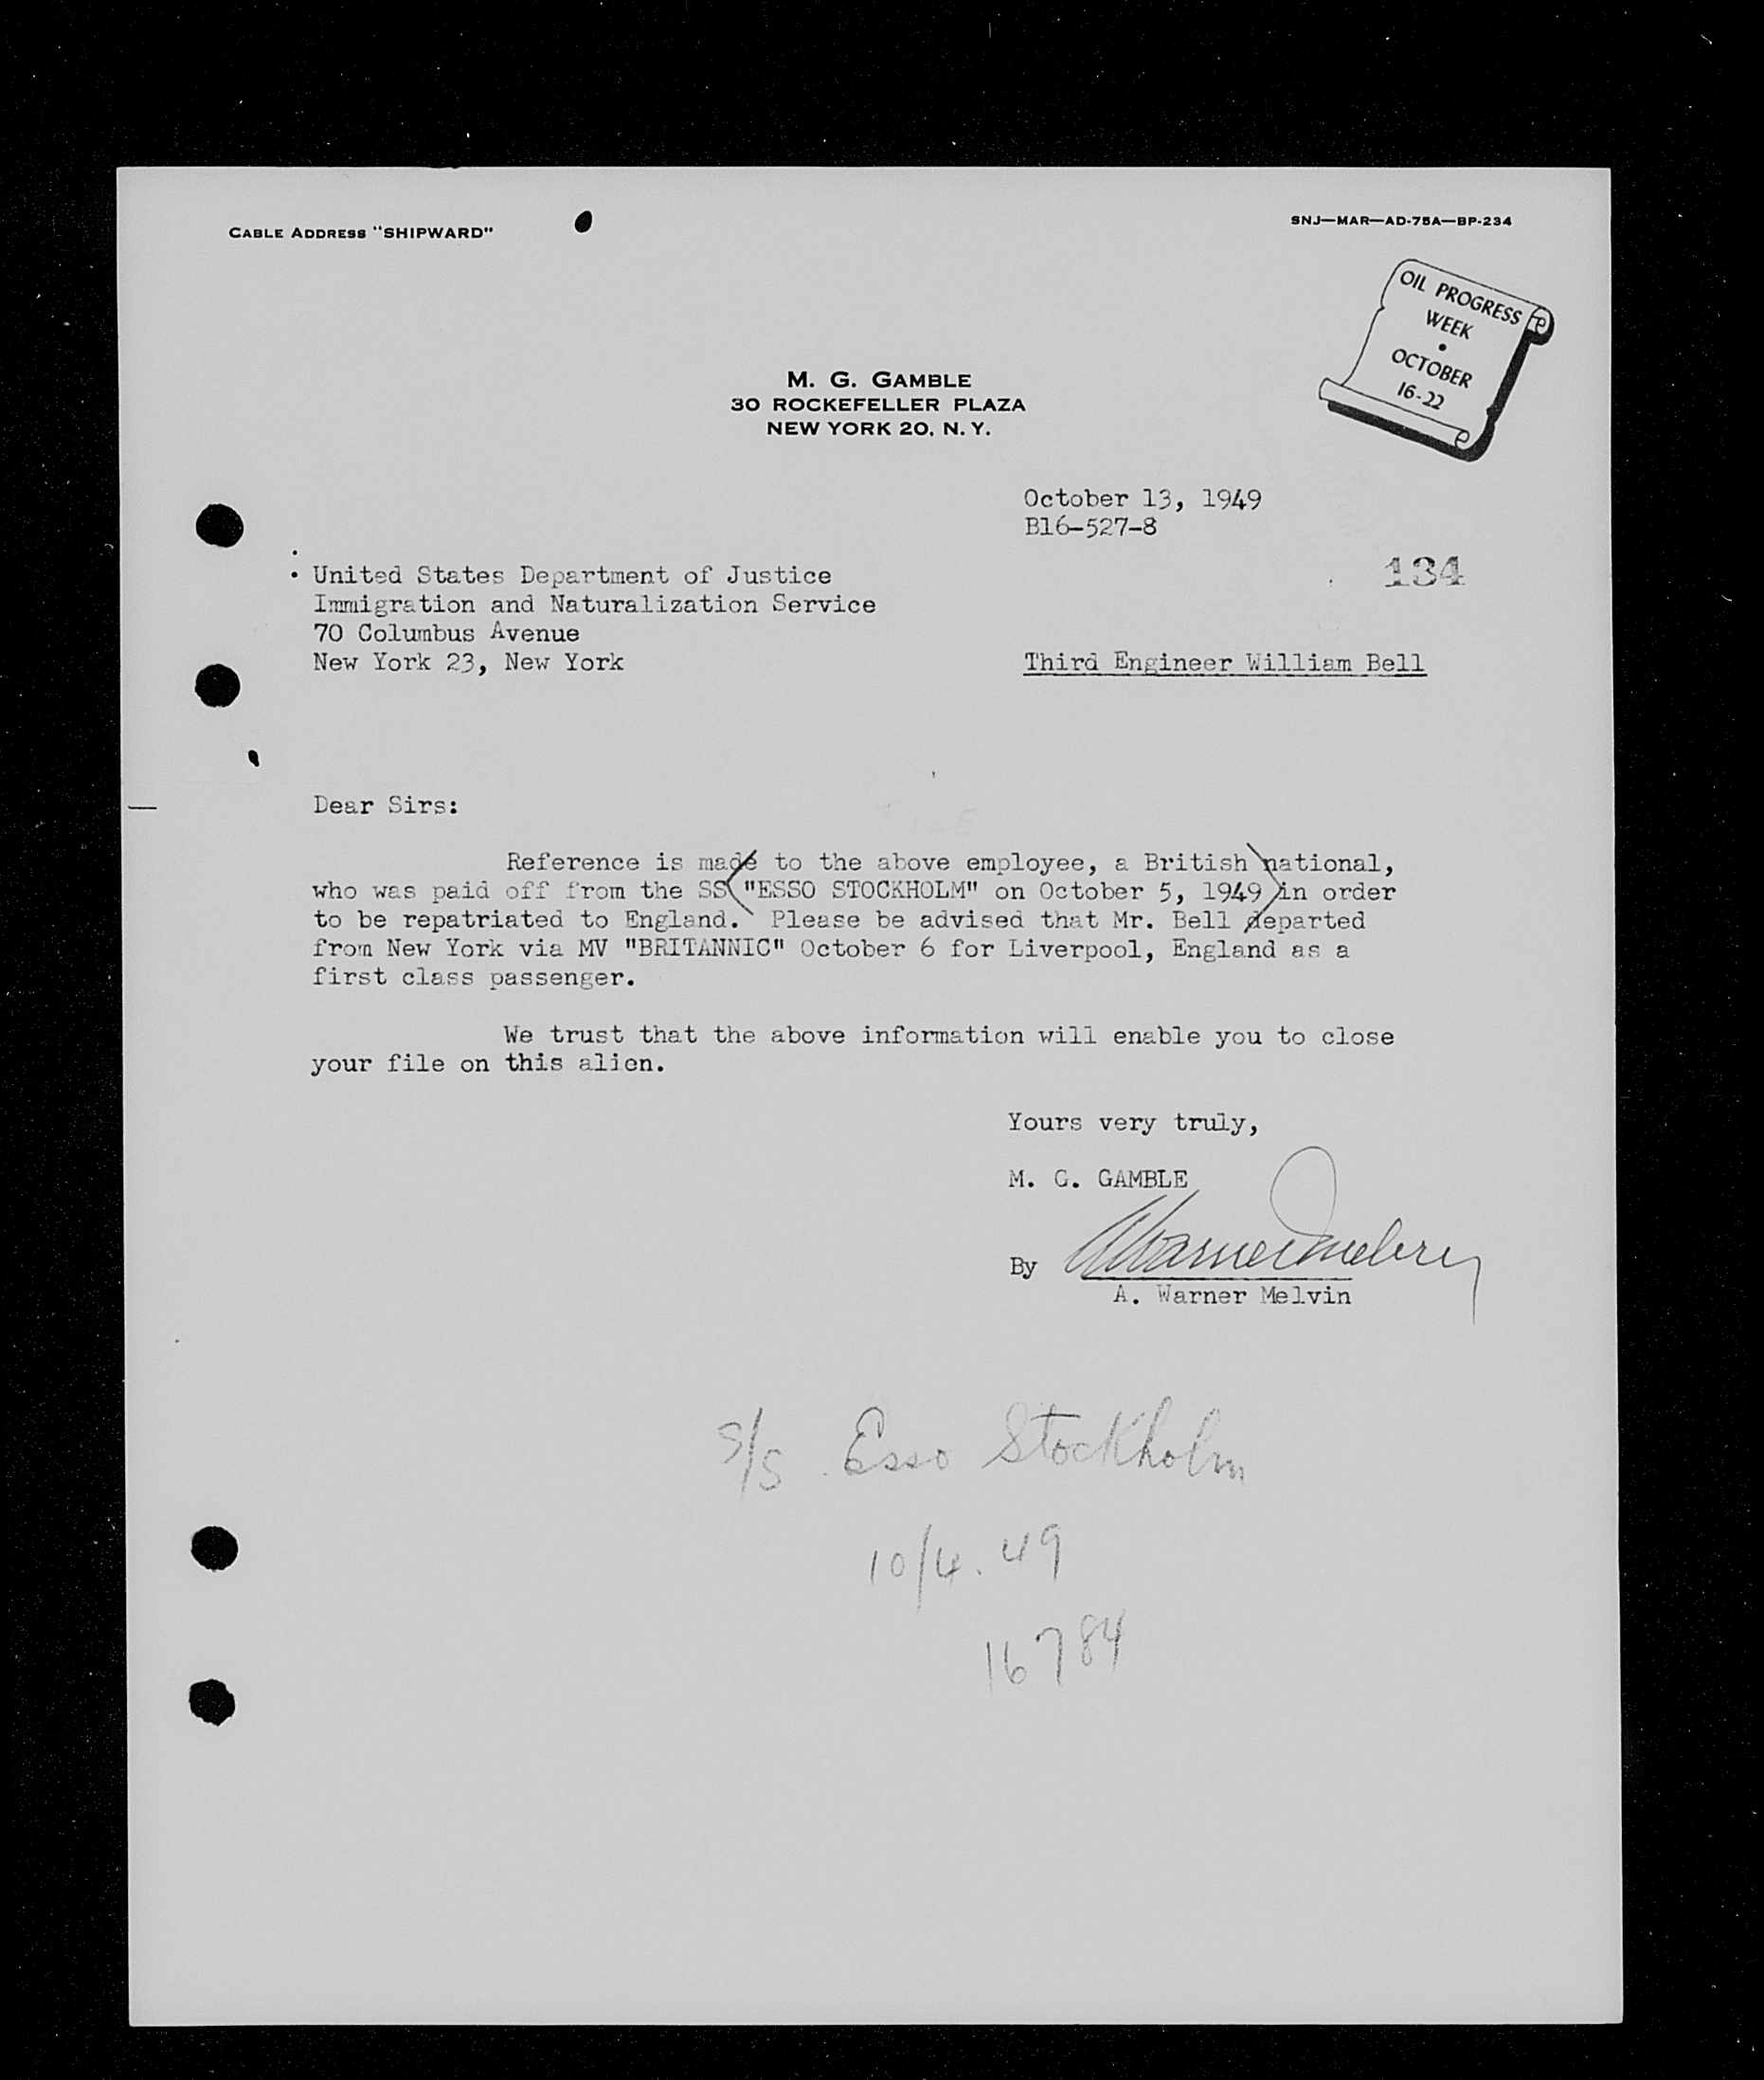 CABLE ADDRESS "SHIPWARD"
SNJ—MAR—AD-75A—BP-234
OIL PROGRESS
WEEK
•
OCTOBER
16-22
M. G. GAMBLE
30 ROCKEFELLER PLAZA
NEW YORK 20, N. Y.
October 13, 1949
B16-527-8
134
United States Department of Justice
Immigration and Naturalization Service
70 Columbus Avenue
New York 23, New York
Third Engineer William Bell
Dear Sirs:
Reference is made to the above employee, a British national,
who was paid off from the SS "ESSO STOCKHOLM" on October 5, 1949 in order
to be repatriated to England. Please be advised that Mr. Bell departed
from New York via MV "BRITANNIC" October 6 for Liverpool, England as a
first class passenger.
We trust that the above information will enable you to close
your file on this alien.
Yours very truly,
M. G. GAMBLE
By A Warner Melvin
A. Warner Melvin
S/S Esso Stockholm
10/4.49
16784